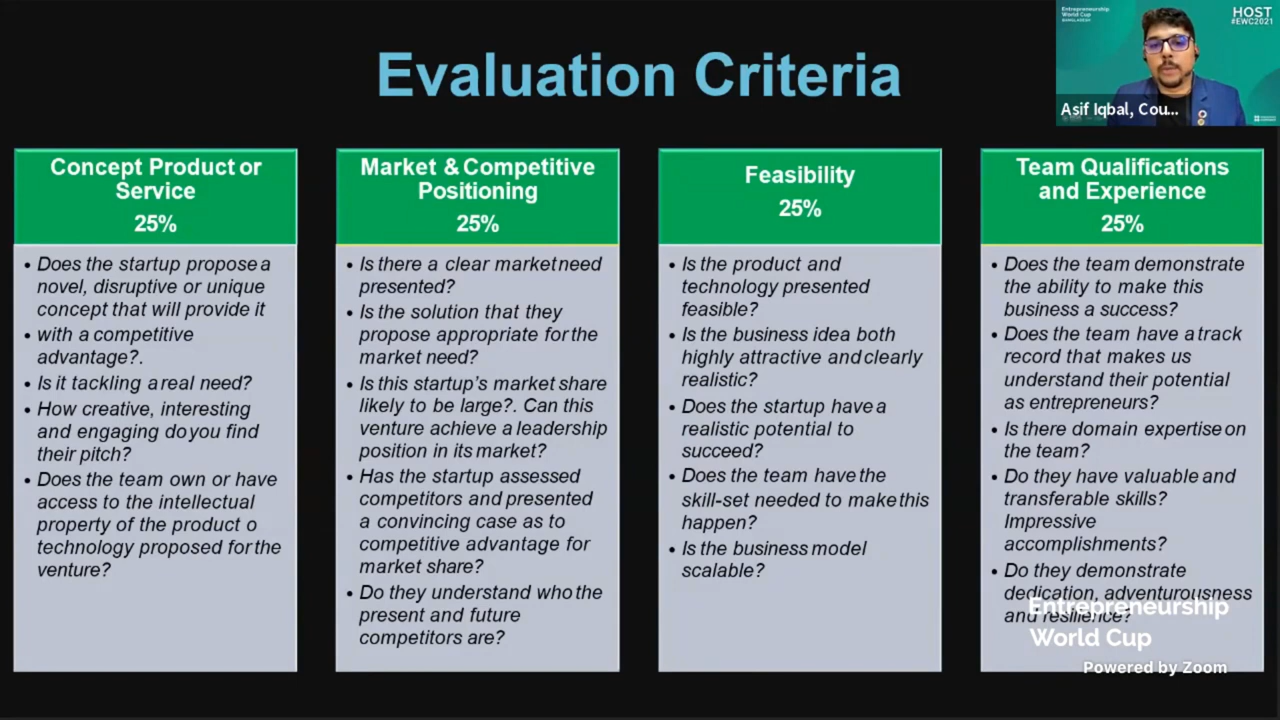 Evaluation Criteria
Entrepreneurship
World Cup
BANGLADESH
HOST
#EWC2021
Asif Iqbal, Cou...
Concept Product or
Service
25%
• Does the startup propose a
novel, disruptive or unique
concept that will provide it
• with a competitive
advantage?.
• Is it tackling a real need?
• How creative, interesting
and engaging do you find
their pitch?
• Does the team own or have
access to the intellectual
property of the product o
technology proposed for the
venture?
Market & Competitive
Positioning
25%
• Is there a clear market need
presented?
• Is the solution that they
propose appropriate for the
market need?
• Is this startup's market share
likely to be large?. Can this
venture achieve a leadership
position in its market?
• Has the startup assessed
competitors and presented
a convincing case as to
competitive advantage for
market share?
• Do they understand who the
present and future
competitors are?
Feasibility
25%
• Is the product and
technology presented
feasible?
• Is the business idea both
highly attractive and clearly
realistic?
• Does the startup have a
realistic potential to
succeed?
• Does the team have the
skill-set needed to make this
happen?
• Is the business model
scalable?
Team Qualifications
and Experience
25%
• Does the team demonstrate
the ability to make this
business a success?
• Does the team have a track
record that makes us
understand their potential
as entrepreneurs?
• Is there domain expertise on
the team?
• Do they have valuable and
transferable skills?
Impressive
accomplishments?
• Do they demonstrate
dedication, adventurousness
and resilience?
Entrepreneurship
World Cup
Powered by Zoom